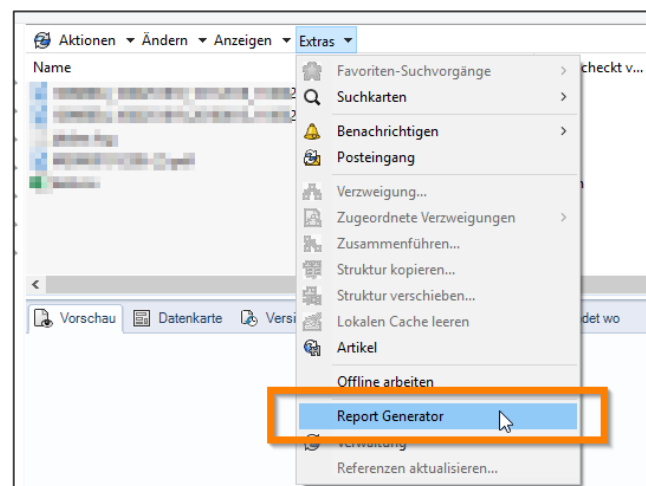 Aktionen Ändern Anzeigen Extras
Name
checkt v...
Favoriten-Suchvorgänge
Suchkarten
Benachrichtigen
Posteingang
Verzweigung...
Zugeordnete Verzweigungen
Zusammenführen...
Struktur kopieren...
Struktur verschieben...
Lokalen Cache leeren
Vorschau Datenkarte Versi det wo
Artikel
Offline arbeiten
Report Generator
Verwaltung
Referenzen aktualisieren...